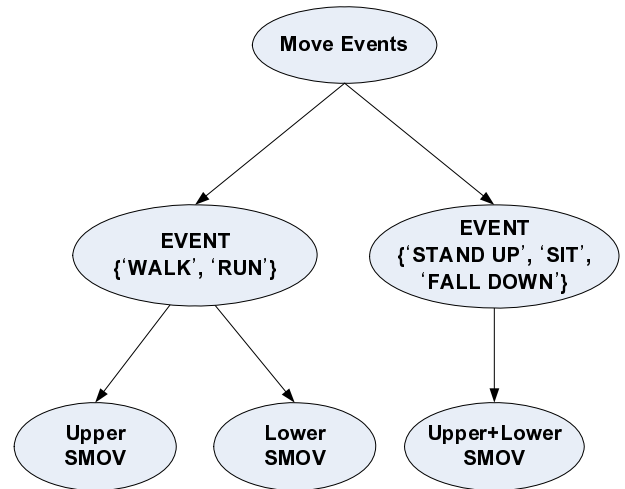 Move Events
EVENT
{‘WALK’, ‘RUN’}
EVENT
{‘STAND UP’, ‘SIT’,
‘FALL DOWN’}
Upper
SMOV
Lower
SMOV
Upper+Lower
SMOV